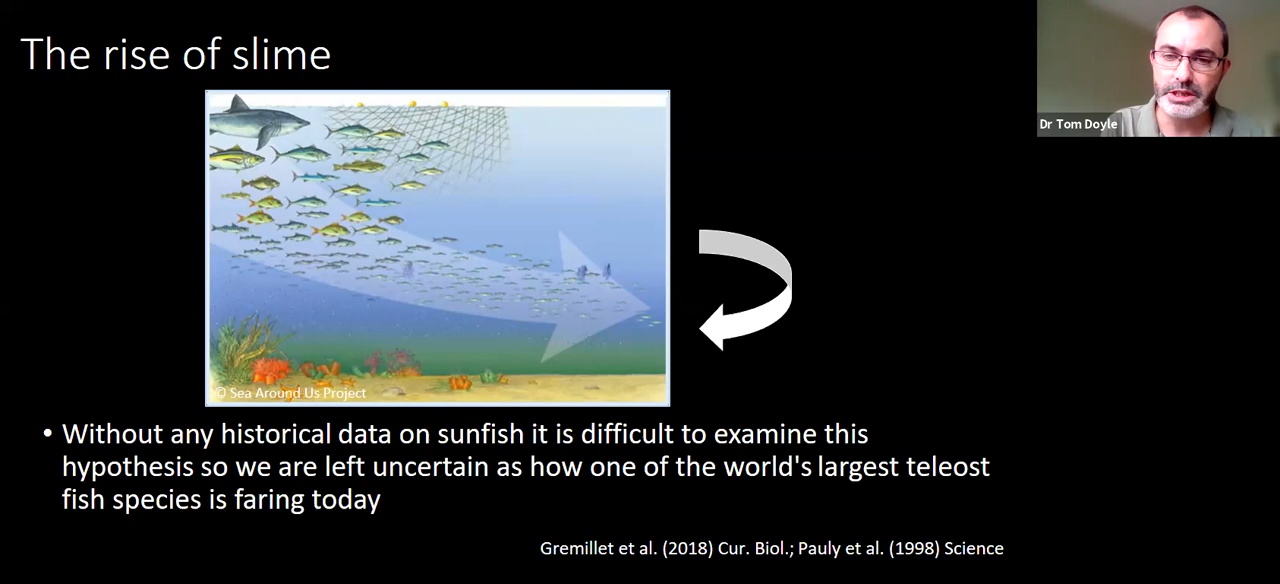 The rise of slime
Dr Tom Doyle
© Sea Around Us Project
• Without any historical data on sunfish it is difficult to examine this
hypothesis so we are left uncertain as how one of the world's largest teleost
fish species is faring today
Gremillet et al. (2018) Cur. Biol.; Pauly et al. (1998) Science